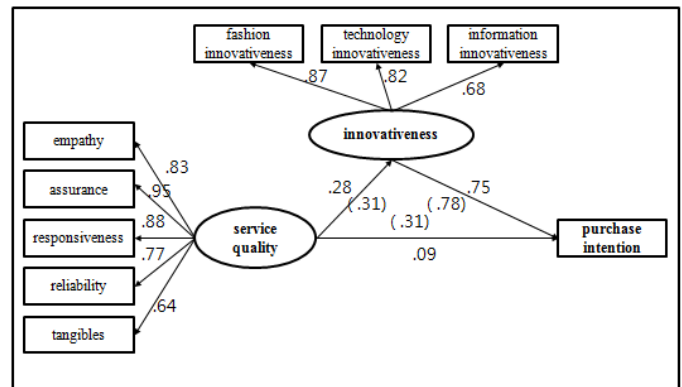 fashion
innovativeness
technology
innovativeness
information
innovativeness
.87
.82
.68
innovativeness
empathy
.83
assurance
.95
.28
.75
( .31)
( .78)
responsiveness
.88
service
quality
( .31)
purchase
intention
.77
.09
reliability
.64
tangibles